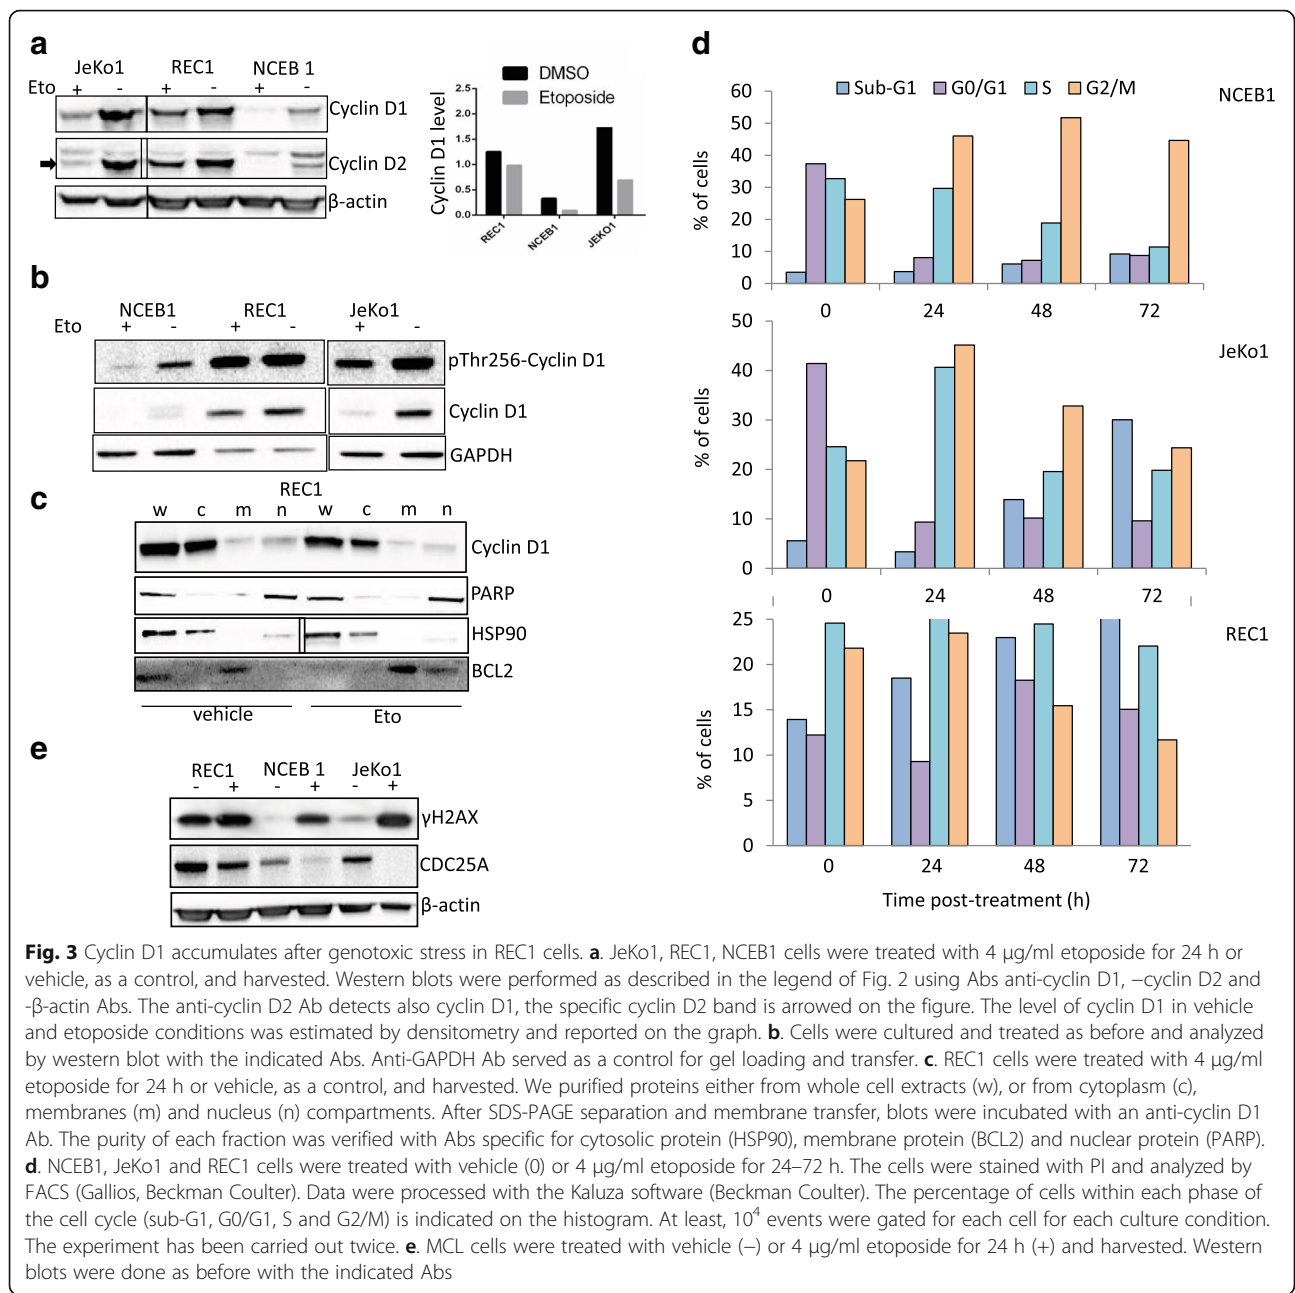 a
JeKo1 REC1 NCEB 1
Eto + - + - + -
Cyclin D1
Cyclin D2
β-actin
DMSO
Etoposide
Cyclin D1 level
2.5
2.0
1.5
1.0
0.5
0.0
REC1 NCEB1 JEKO1
b
NCEB1 REC1 JeKo1
Eto + - + - + -
pThr256-Cyclin D1
Cyclin D1
GAPDH
c
REC1
w c m n w c m n
Cyclin D1
PARP
HSP90
BCL2
vehicle Eto
e
REC1 NCEB 1 JeKo1
- + - + - +
γH2AX
CDC25A
β-actin
d
Sub-G1 G0/G1 S G2/M
NCEB1
% of cells
60
50
40
30
20
10
0
0 24 48 72
JeKo1
% of cells
50
40
30
20
10
0
0 24 48 72
REC1
% of cells
25
20
15
10
5
0
0 24 48 72
Time post-treatment (h)
Fig. 3 Cyclin D1 accumulates after genotoxic stress in REC1 cells. a. JeKo1, REC1, NCEB1 cells were treated with 4 μg/ml etoposide for 24 h or
vehicle, as a control, and harvested. Western blots were performed as described in the legend of Fig. 2 using Abs anti-cyclin D1, −cyclin D2 and
-β-actin Abs. The anti-cyclin D2 Ab detects also cyclin D1, the specific cyclin D2 band is arrowed on the figure. The level of cyclin D1 in vehicle
and etoposide conditions was estimated by densitometry and reported on the graph. b. Cells were cultured and treated as before and analyzed
by western blot with the indicated Abs. Anti-GAPDH Ab served as a control for gel loading and transfer. c. REC1 cells were treated with 4 μg/ml
etoposide for 24 h or vehicle, as a control, and harvested. We purified proteins either from whole cell extracts (w), or from cytoplasm (c),
membranes (m) and nucleus (n) compartments. After SDS-PAGE separation and membrane transfer, blots were incubated with an anti-cyclin D1
Ab. The purity of each fraction was verified with Abs specific for cytosolic protein (HSP90), membrane protein (BCL2) and nuclear protein (PARP).
d. NCEB1, JeKo1 and REC1 cells were treated with vehicle (0) or 4 μg/ml etoposide for 24–72 h. The cells were stained with PI and analyzed by
FACS (Gallios, Beckman Coulter). Data were processed with the Kaluza software (Beckman Coulter). The percentage of cells within each phase of
the cell cycle (sub-G1, G0/G1, S and G2/M) is indicated on the histogram. At least, 10⁴ events were gated for each cell for each culture condition.
The experiment has been carried out twice. e. MCL cells were treated with vehicle (−) or 4 μg/ml etoposide for 24 h (+) and harvested. Western
blots were done as before with the indicated Abs